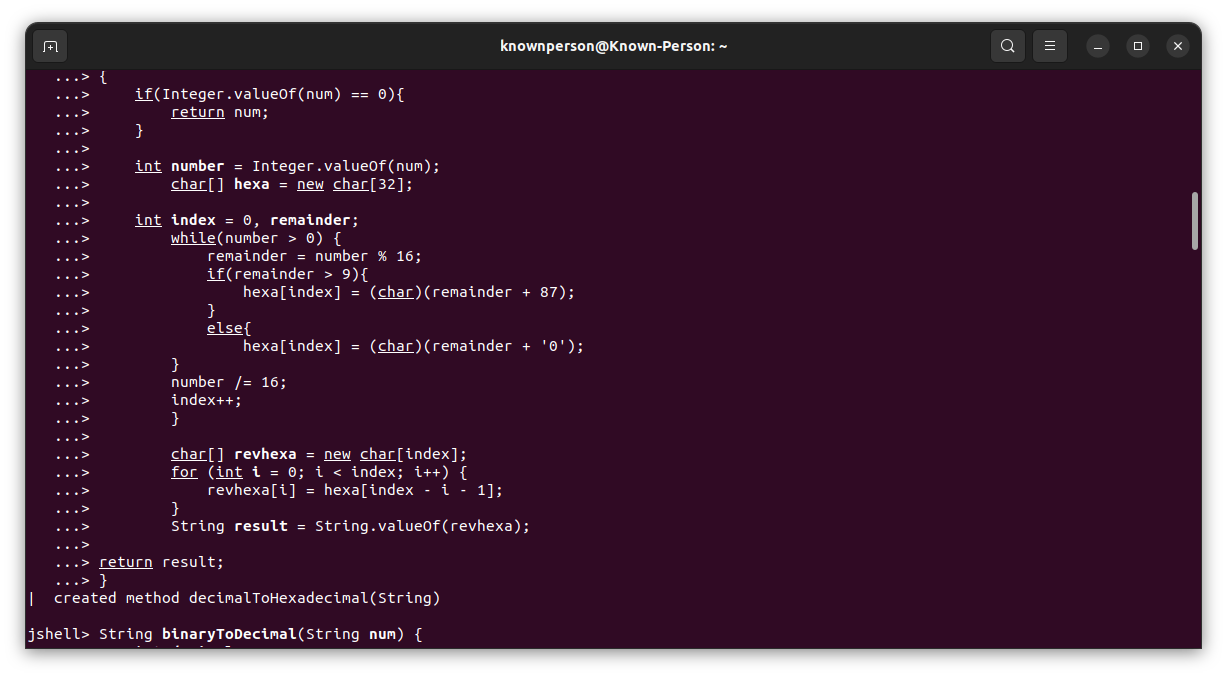 knownperson@Known-Person: ~
...> {
...>     if(Integer.valueOf(num) == 0){
...>         return num;
...>     }
...>
...>     int number = Integer.valueOf(num);
...>         char[] hexa = new char[32];
...>
...>     int index = 0, remainder;
...>         while(number > 0) {
...>             remainder = number % 16;
...>             if(remainder > 9){
...>                 hexa[index] = (char)(remainder + 87);
...>             }
...>             else{
...>                 hexa[index] = (char)(remainder + '0');
...>         }
...>         number /= 16;
...>         index++;
...>         }
...>
...>         char[] revhexa = new char[index];
...>         for (int i = 0; i < index; i++) {
...>             revhexa[i] = hexa[index - i - 1];
...>         }
...>         String result = String.valueOf(revhexa);
...>
...> return result;
...> }
|  created method decimalToHexadecimal(String)
jshell> String binaryToDecimal(String num) {